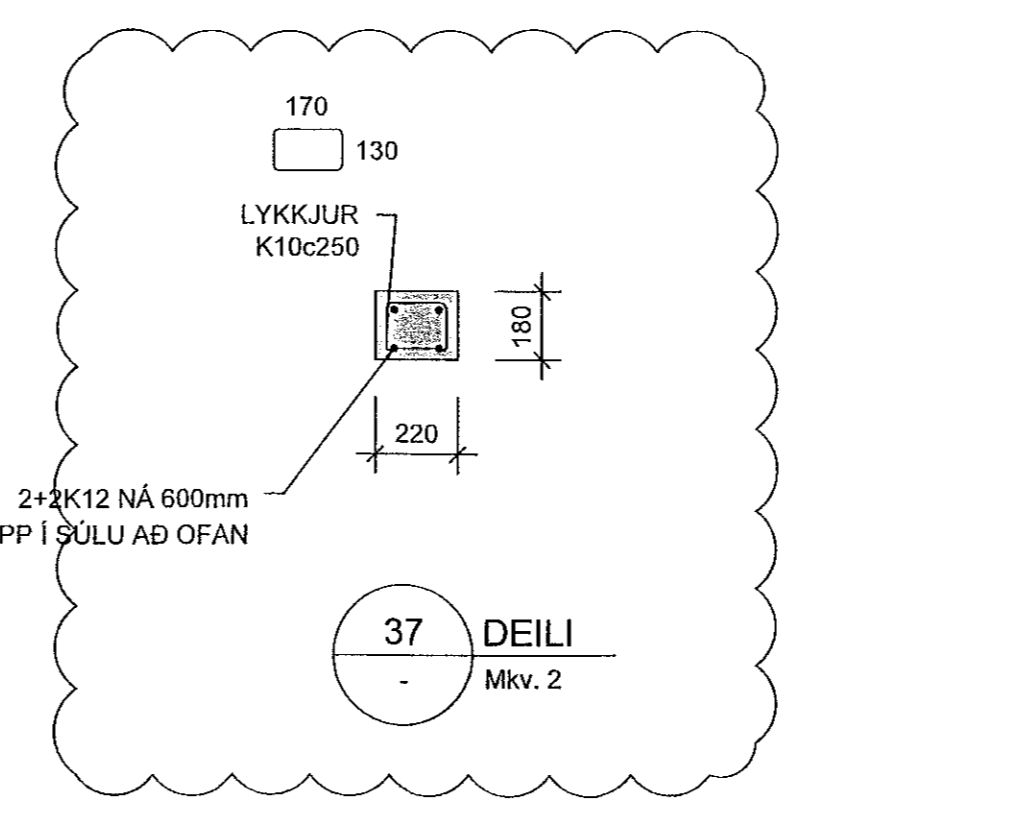 170
130
LYKKJUR
K10c250
180
220
2+2K12 NÁ 600mm
PP Í SÚLU AÐ OFAN
37
DEILI
-
Mkv. 2